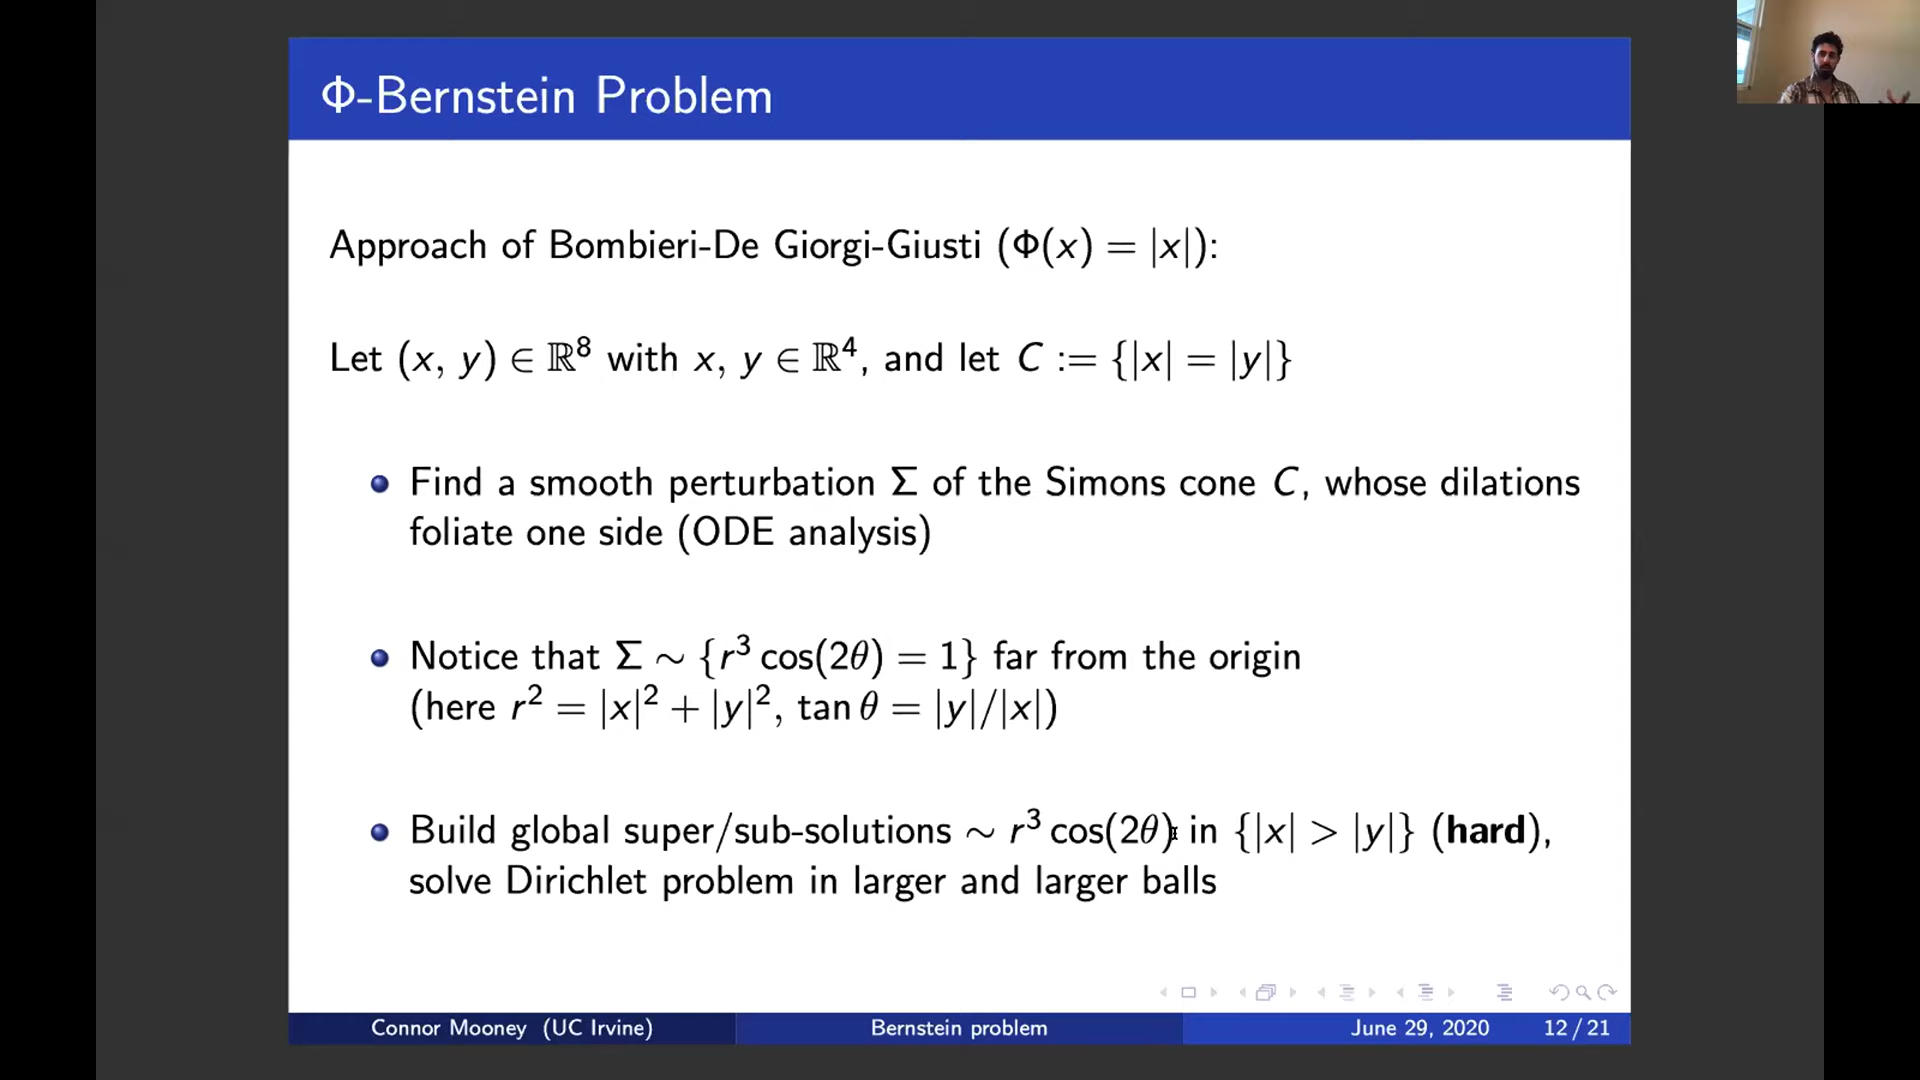 Φ-Bernstein Problem
Approach of Bombieri-De Giorgi-Giusti (Φ(x) = |x|):
Let (x, y) ∈ ℝ⁸ with x, y ∈ ℝ⁴, and let C := {|x| = |y|}
Find a smooth perturbation Σ of the Simons cone C, whose dilations
foliate one side (ODE analysis)
Notice that Σ ∼ {r³ cos(2θ) = 1} far from the origin
(here r² = |x|² + |y|², tan θ = |y|/|x|)
Build global super/sub-solutions ∼ r³ cos(2θ) in {|x| > |y|} (hard),
solve Dirichlet problem in larger and larger balls
Connor Mooney (UC Irvine) Bernstein problem June 29, 2020 12 / 21